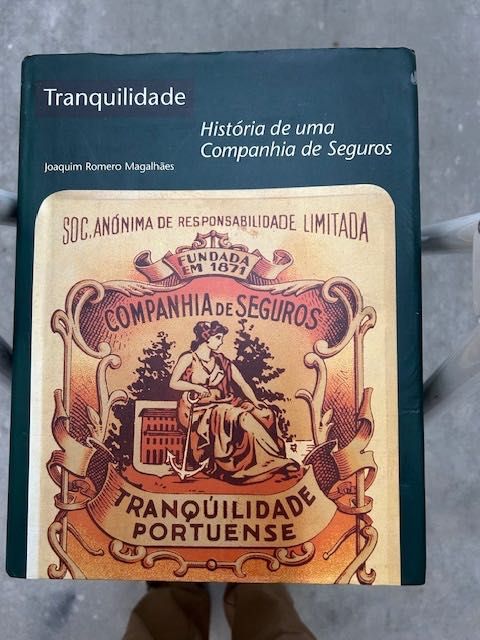 Tranquilidade
História de uma
Companhia de Seguros
Joaquim Romero Magalhães
SOC. ANÓNIMA DE RESPONSABILIDADE LIMITADA
FUNDADA
EM 1871
COMPANHIA DE SEGUROS
TRANQÚILIDADE
PORTUENSE